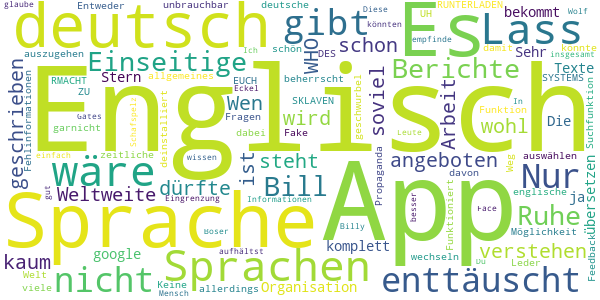 glaube Entweder unbrauchbar deutsche Es Diese bekommt Wolf
deutsch gibt RUNTERLADEN UH Lass
auszugehen schon WHO schon DES könnten damit Sehr könnte
Einseitige Ich empfinde insgesamt
Fehlinformationen geschrieben RMACHT Stern EUCH beherrscht soviel Berichte Texte SYSTEMS
ZU allgemeines Wen Eckel SKLAVEN Arbeit In Funktion Suchfunktion
Englisch
garnicht deinstalliert Fragen dabei Fake wird geschwurbel Leute wohl Die
Gates Schafspelz
wäre einfach zeitliche ist wissen steht Propaganda angeboten Weg auswählen
Weltweite gut Bill dürfte App davon Nur englische ja übersetzen
Sprache Eingrenzung Informationen Funktioniert Ruhe Möglichkeit Feedback
kaum google Billy besser verstehen
Boser komplett Face wechseln Leder
nicht Welt Sprachen aufhältst enttäuscht
viele Keine Mensch allerdings Organisation Du